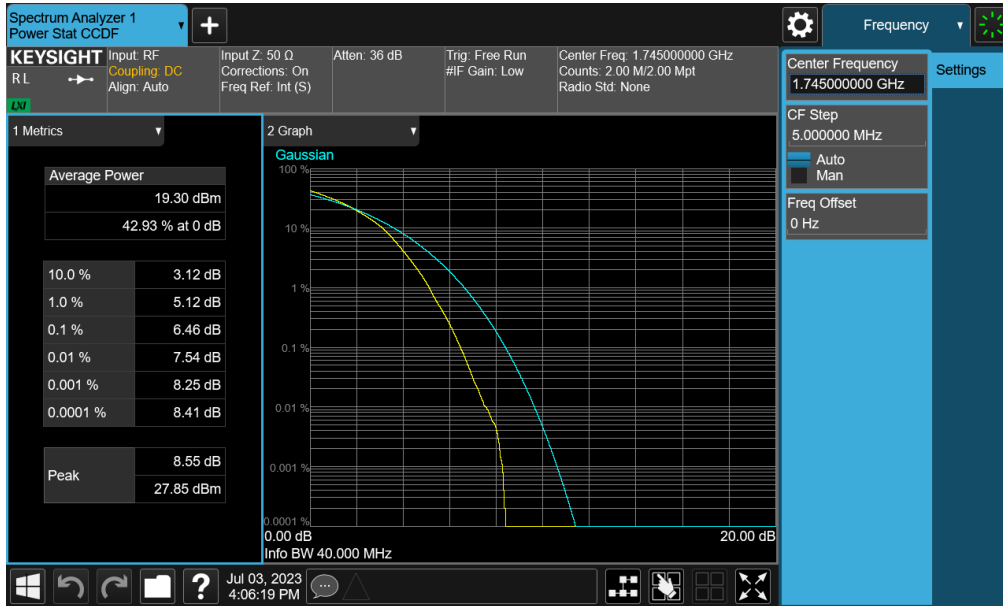 Spectrum Analyzer 1
Power Stat CCDF
+
Frequency
KEYSIGHT
R L
LXI
Input: RF
Coupling: DC
Align: Auto
Input Z: 50 Ω
Corrections: On
Freq Ref: Int (S)
Atten: 36 dB
Trig: Free Run
#IF Gain: Low
Center Freq: 1.745000000 GHz
Counts: 2.00 M/2.00 Mpt
Radio Std: None
Center Frequency
1.745000000 GHz
Settings
CF Step
5.000000 MHz
Auto
Man
Freq Offset
0 Hz
1 Metrics
Average Power
19.30 dBm
42.93 % at 0 dB
10.0 % 3.12 dB
1.0 % 5.12 dB
0.1 % 6.46 dB
0.01 % 7.54 dB
0.001 % 8.25 dB
0.0001 % 8.41 dB
Peak
8.55 dB
27.85 dBm
2 Graph
Gaussian
100 %
10 %
1 %
0.1 %
0.01 %
0.001 %
0.0001 %
0.00 dB 20.00 dB
Info BW 40.000 MHz
?
Jul 03, 2023
4:06:19 PM